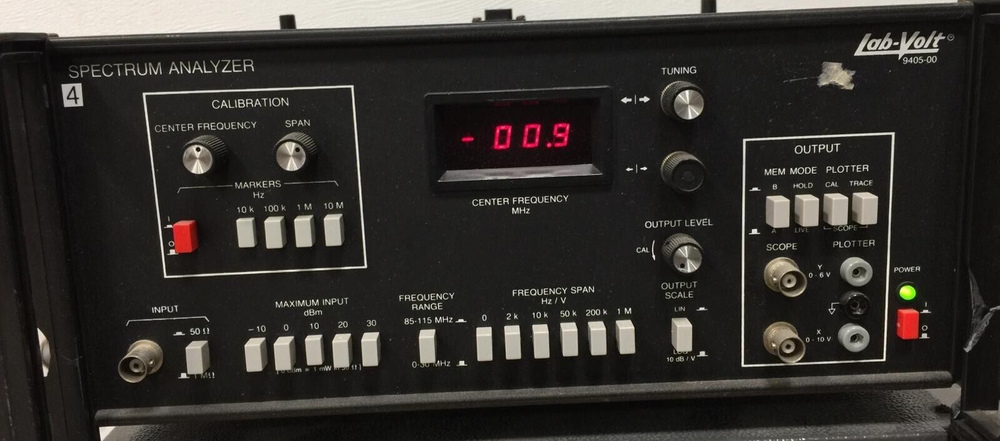 SPECTRUM ANALYZER
4
Lab-Volt
9405-00
CALIBRATION
CENTER FREQUENCY SPAN
MARKERS
Hz
10 k 100 k 1 M 10 M
I
O
- 00.9
CENTER FREQUENCY
MHz
TUNING
OUTPUT LEVEL
CAL
OUTPUT
SCALE
LIN
10 dB / V
OUTPUT
MEM MODE PLOTTER
B HOLD CAL TRACE
A LIVE SCOPE
SCOPE PLOTTER
Y
0 - 6 V
X
0 - 10 V
POWER
I
O
INPUT
50 Ω
1 MΩ
MAXIMUM INPUT
dBm
-10 0 10 20 30
FREQUENCY
RANGE
85-115 MHz
0-30 MHz
FREQUENCY SPAN
Hz / V
0 2 k 10 k 50 k 200 k 1 M